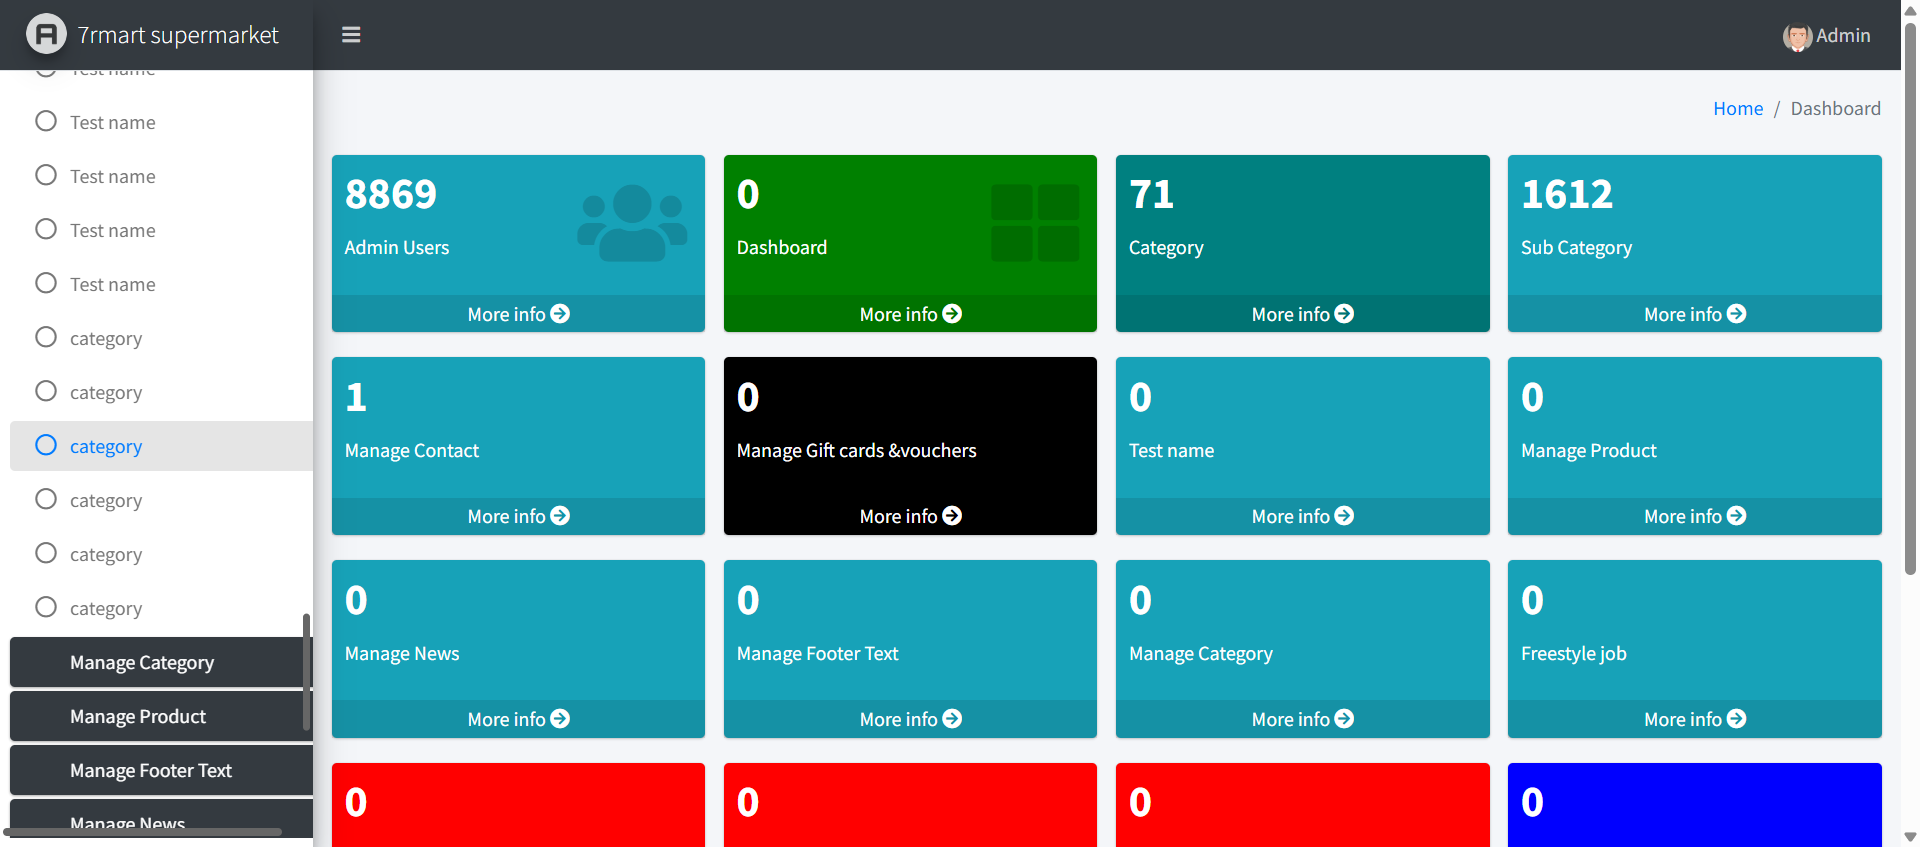 7rmart supermarket
Admin
Test name
Test name
Test name
Test name
Test name
category
category
category
category
category
category
Manage Category
Manage Product
Manage Footer Text
Manage News
Home / Dashboard
8869
Admin Users
More info
0
Dashboard
More info
71
Category
More info
1612
Sub Category
More info
1
Manage Contact
More info
0
Manage Gift cards &vouchers
More info
0
Test name
More info
0
Manage Product
More info
0
Manage News
More info
0
Manage Footer Text
More info
0
Manage Category
More info
0
Freestyle job
More info
0
0
0
0